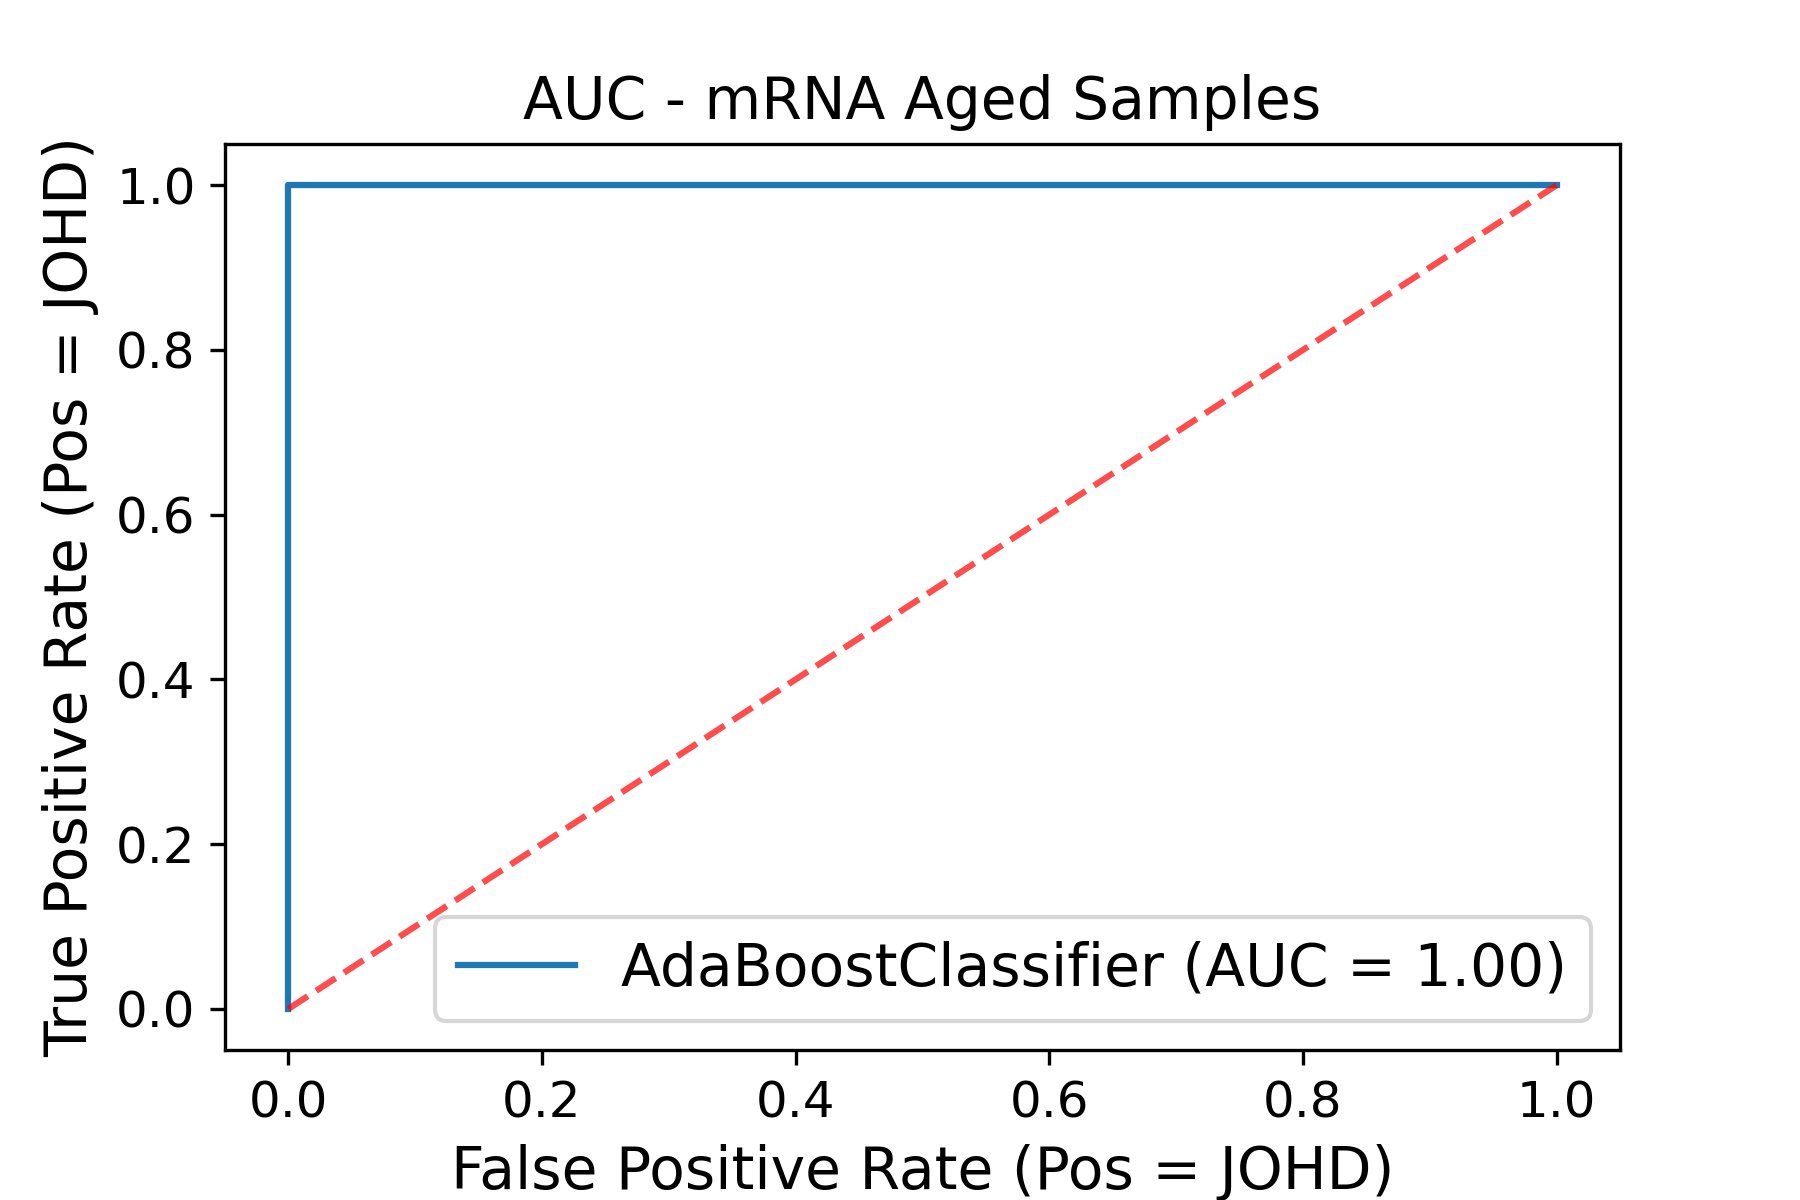 AUC - mRNA Aged Samples
True Positive Rate (Pos = JOHD)
1.0
0.8
0.6
0.4
0.2
0.0
AdaBoostClassifier (AUC = 1.00)
0.0 0.2 0.4 0.6 0.8 1.0
False Positive Rate (Pos = JOHD)